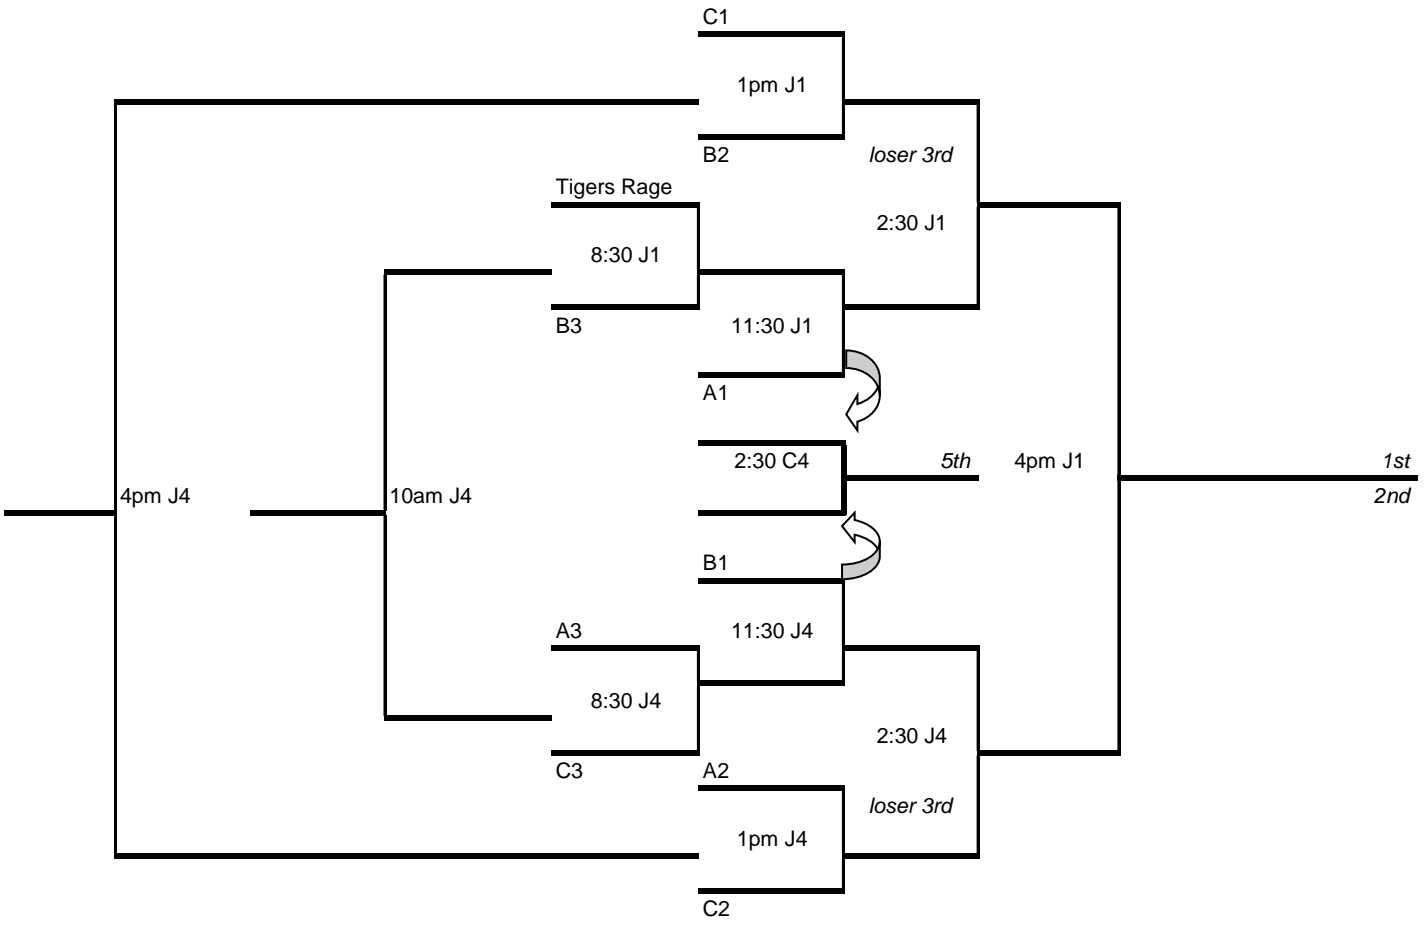 C1
1pm J1
B2
loser 3rd
Tigers Rage
2:30 J1
8:30 J1
B3
11:30 J1
A1
2:30 C4
5th
4pm J1
1st
4pm J4
10am J4
2nd
B1
A3
11:30 J4
8:30 J4
2:30 J4
C3
A2
loser 3rd
1pm J4
C2